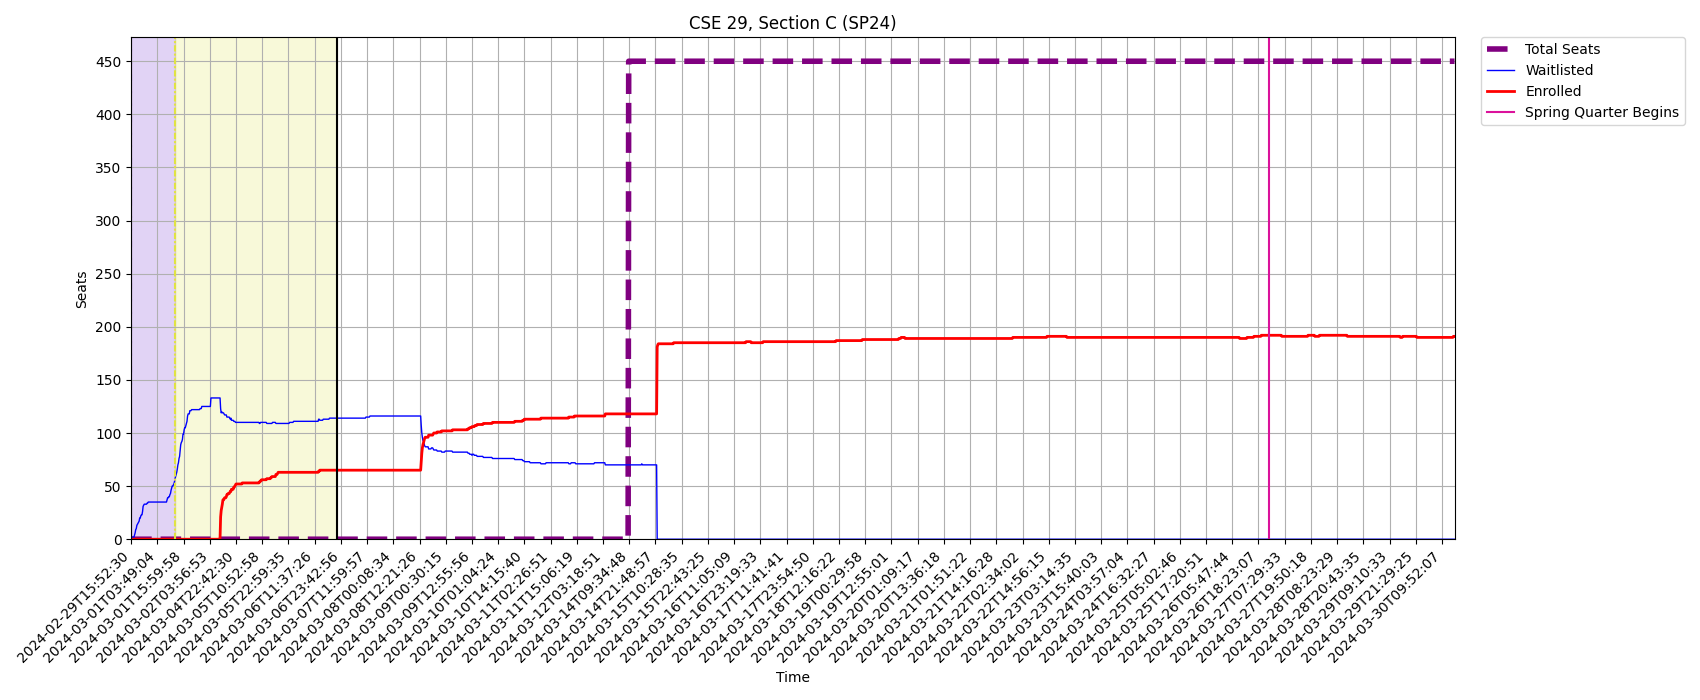 CSE 29, Section C (SP24)
Total Seats
Waitlisted
Enrolled
Spring Quarter Begins
Seats
450
400
350
300
250
200
150
100
50
0
2024-02-29T15:52:30
2024-03-01T03:49:04
2024-03-01T15:59:58
2024-03-02T03:56:53
2024-03-04T22:42:30
2024-03-05T10:52:58
2024-03-05T22:59:35
2024-03-06T11:37:26
2024-03-06T23:42:56
2024-03-07T11:59:57
2024-03-08T00:08:34
2024-03-08T12:21:26
2024-03-09T00:30:15
2024-03-09T12:55:56
2024-03-10T01:04:24
2024-03-10T14:15:40
2024-03-11T02:26:51
2024-03-11T15:06:19
2024-03-12T03:18:51
2024-03-14T09:34:48
2024-03-14T21:48:57
2024-03-15T10:28:35
2024-03-15T22:43:25
2024-03-16T11:05:09
2024-03-16T23:19:33
2024-03-17T11:41:41
2024-03-17T23:54:50
2024-03-18T12:16:22
2024-03-19T00:29:58
2024-03-19T12:55:01
2024-03-20T01:09:17
2024-03-20T13:36:18
2024-03-21T01:51:22
2024-03-21T14:16:28
2024-03-22T02:34:02
2024-03-22T14:56:15
2024-03-23T03:14:35
2024-03-23T15:40:03
2024-03-24T03:57:04
2024-03-24T16:32:27
2024-03-25T05:02:46
2024-03-25T17:20:51
2024-03-26T05:47:44
2024-03-26T18:23:07
2024-03-27T07:29:33
2024-03-27T19:50:18
2024-03-28T08:23:29
2024-03-28T20:43:35
2024-03-29T09:10:33
2024-03-29T21:29:25
2024-03-30T09:52:07
Time